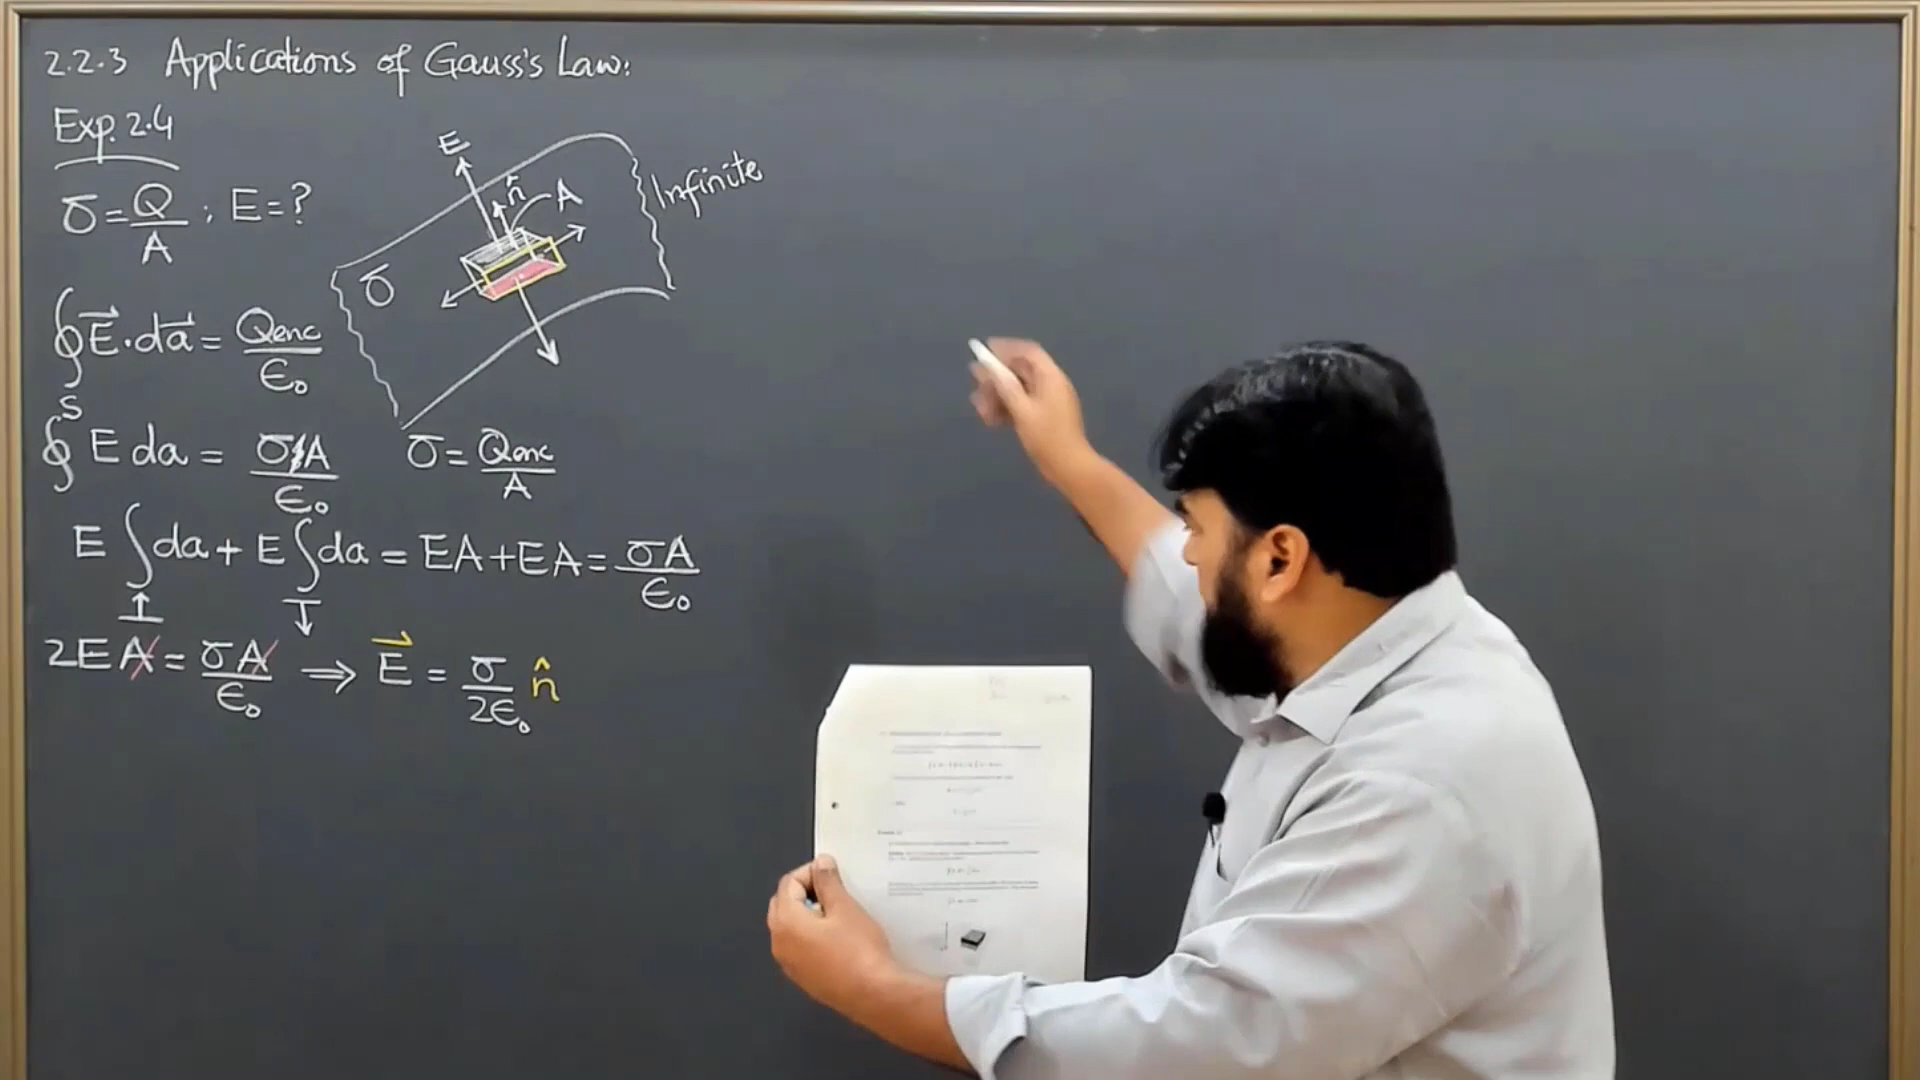 2.2.3 Applications of Gauss's Law:
Exp. 2.4
σ = Q/A ; E = ?
E
n̂
A
Infinite
σ
∮_S E⃗ · da⃗ = Qenc/ϵ₀
∮ E da = σA/ϵ₀
σ = Qenc/A
E ∫ da + E ∫ da = EA + EA = σA/ϵ₀
2EA = σA/ϵ₀ ⇒ E⃗ = σ/2ϵ₀ n̂